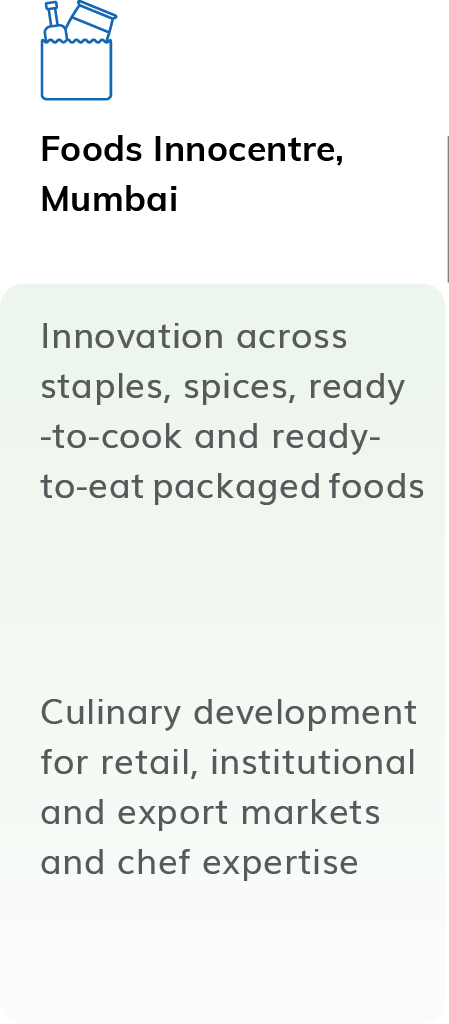 Foods Innocentre,
Mumbai
Innovation across
staples, spices, ready
-to-cook and ready-
to-eat packaged foods
Culinary development
for retail, institutional
and export markets
and chef expertise